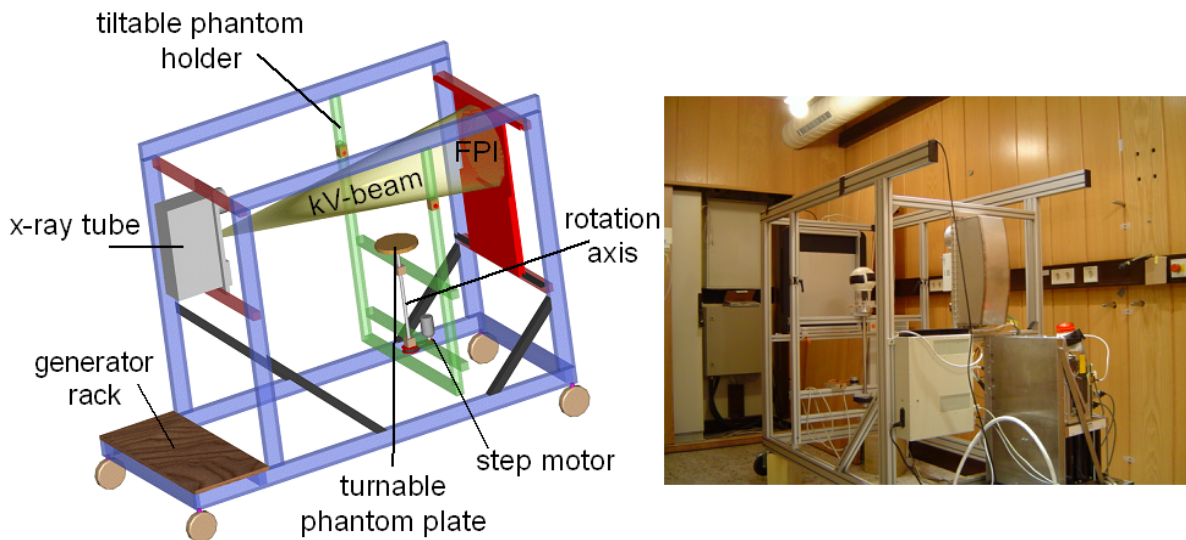 tiltable phantom
holder
FPI
kV-beam
x-ray tube
rotation
axis
generator
rack
step motor
turnable
phantom plate